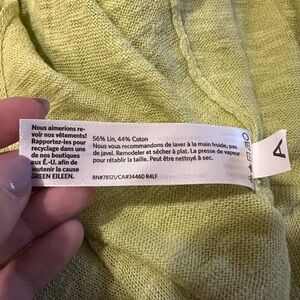 Nous aimerions re-
voir nos vêtements!
Rapportez-les pour
recyclage dans une
de nos boutiques
aux É.-U. afin de
soutenir la cause
GREEN EILEEN.
56% Lin, 44% Coton
Nous vous recommandons de laver à la main froide, pas
de javel. Remodeler et sécher à plat. La presse de vapeur
pour rétablir la taille. Peut être nettoyé à sec.
RN#78121/CA#34460 R4LF
A